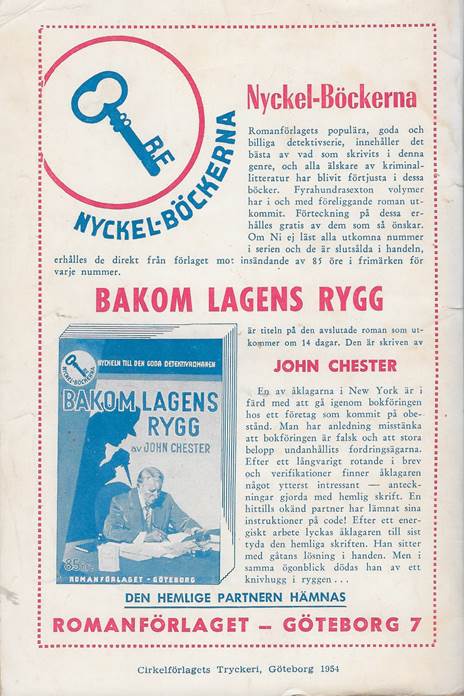 RF
NYCKEL-BÖCKERNA
Nyckel-Böckerna
Romanförlagets populära, goda och
billiga detektivserie, innehåller det
bästa av vad som skrivits i denna
genre, och alla älskare av kriminal-
litteratur har blivit förtjusta i dessa
böcker. Fyrahundrasexton volymer
har i och med föreliggande roman ut-
kommit. Förteckning på dessa er-
hålles gratis av dem som så önskar.
Om Ni ej läst alla utkomna nummer
i serien och de är slutsålda i handeln,
erhålles de direkt från förlaget mot insändande av 85 öre i frimärken för
varje nummer.
BAKOM LAGENS RYGG
är titeln på den avslutade roman som ut-
kommer om 14 dagar. Den är skriven av
JOHN CHESTER
En av åklagarna i New York är i
färd med att gå igenom bokföringen
hos ett företag som kommit på obe-
stånd. Man har anledning misstänka
att bokföringen är falsk och att stora
belopp undanhållits fordringsägarna.
Efter ett långvarigt rotande i brev
och verifikationer finner åklagaren
något ytterst intressant — anteck-
ningar gjorda med hemlig skrift. En
hittills okänd partner har lämnat sina
instruktioner på code! Efter ett ener-
giskt arbete lyckas åklagaren till sist
tyda den hemliga skriften. Han sitter
med gåtans lösning i handen. Men i
samma ögonblick dödas han av ett
knivhugg i ryggen...
NYCKEL-BÖCKERNA
NYCKELN TILL DEN GODA DETEKTIVROMANEN
BAKOM LAGENS
RYGG
av JOHN CHESTER
85 öre
ROMANFÖRLAGET - GÖTEBORG
DEN HEMLIGE PARTNERN HÄMNAS
ROMANFÖRLAGET — GÖTEBORG 7
Cirkelförlagets Tryckeri, Göteborg 1954